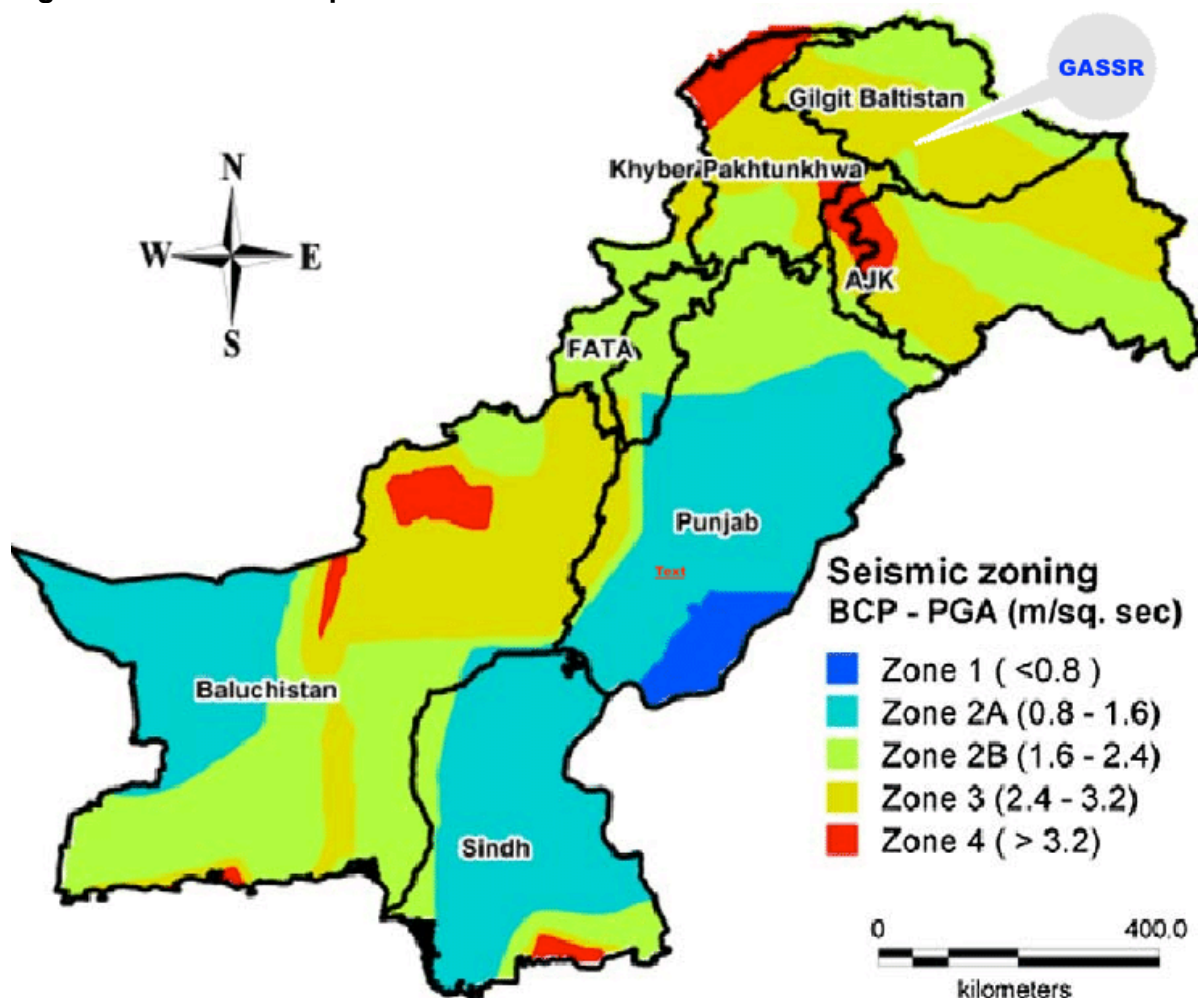 GASSR
Gilgit Baltistan
Khyber Pakhtunkhwa
N
W
E
S
AJK
FATA
Punjab
Text
Baluchistan
Sindh
Seismic zoning
BCP - PGA (m/sq. sec)
Zone 1 ( <0.8 )
Zone 2A (0.8 - 1.6)
Zone 2B (1.6 - 2.4)
Zone 3 (2.4 - 3.2)
Zone 4 ( > 3.2)
0 400.0
kilometers